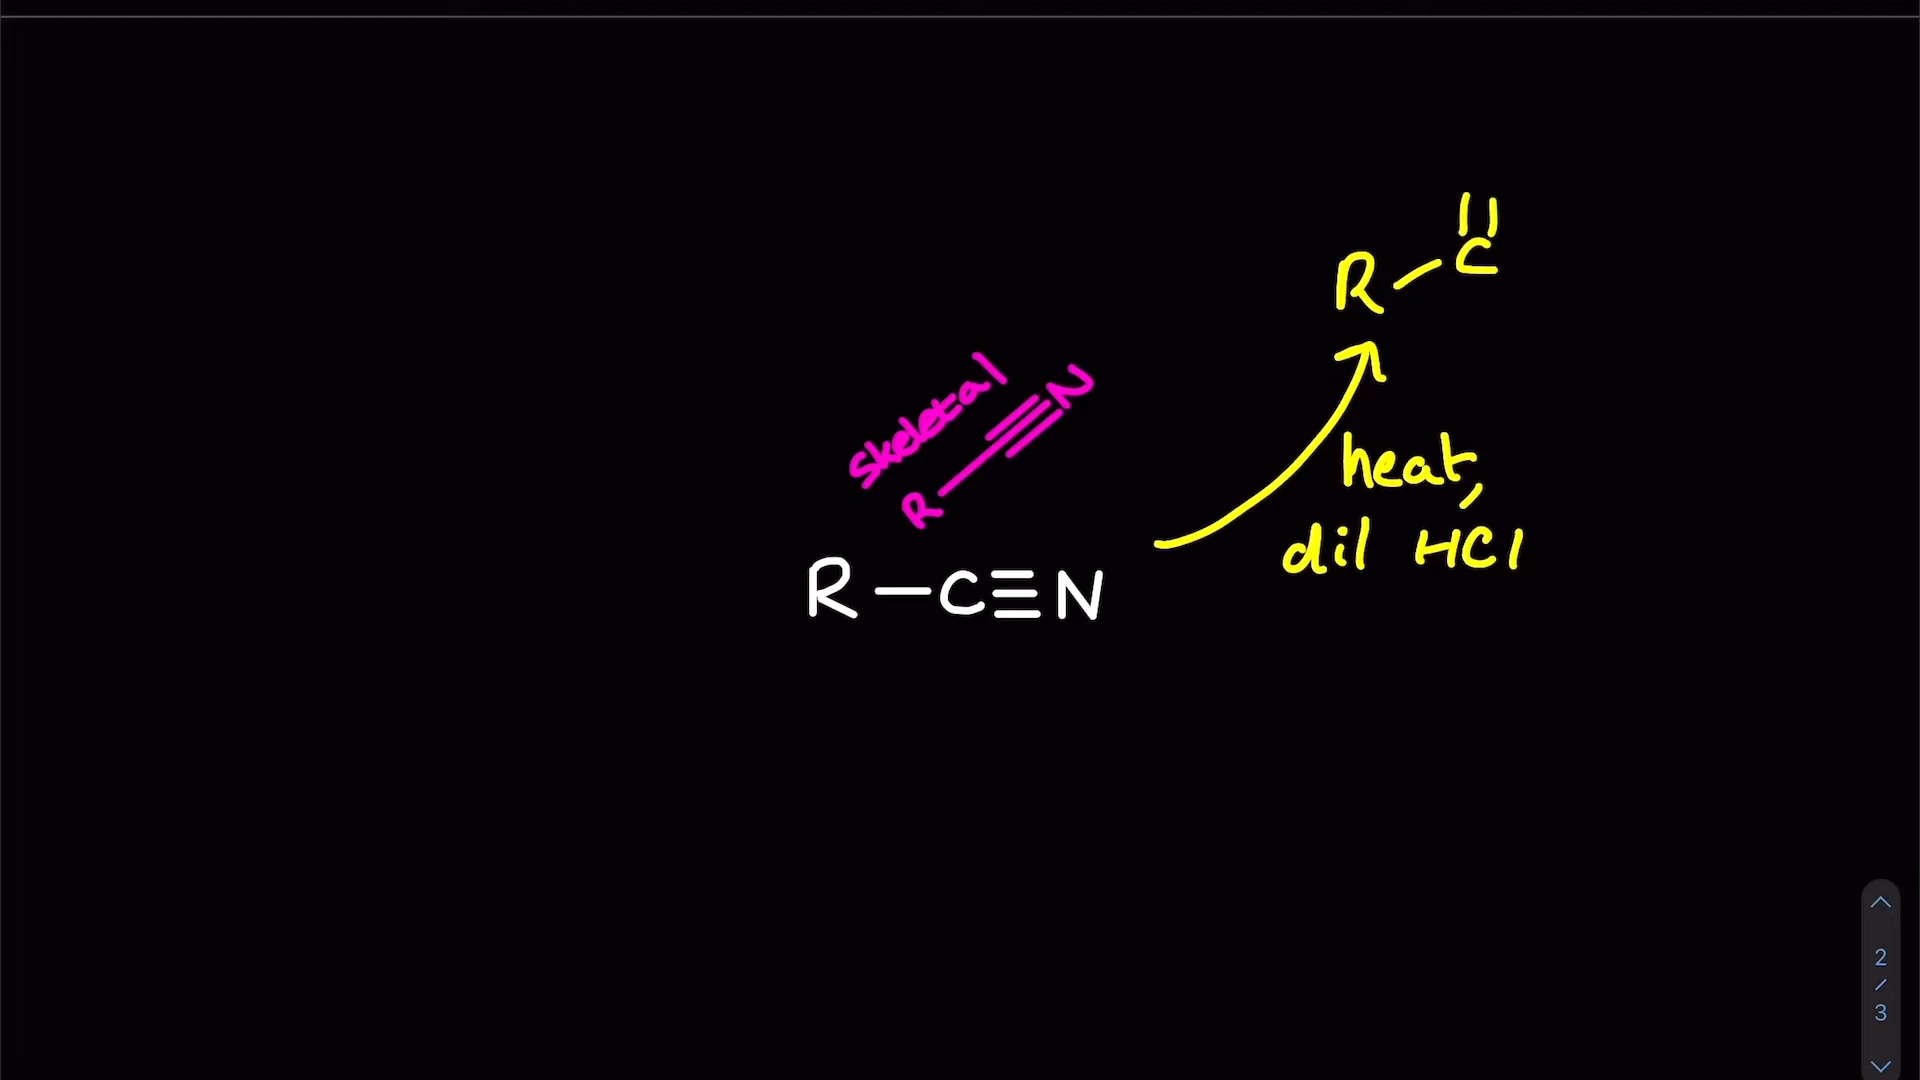 R-C
skeletal
R≡N
heat,
dil HCl
R-C≡N
2
/
3